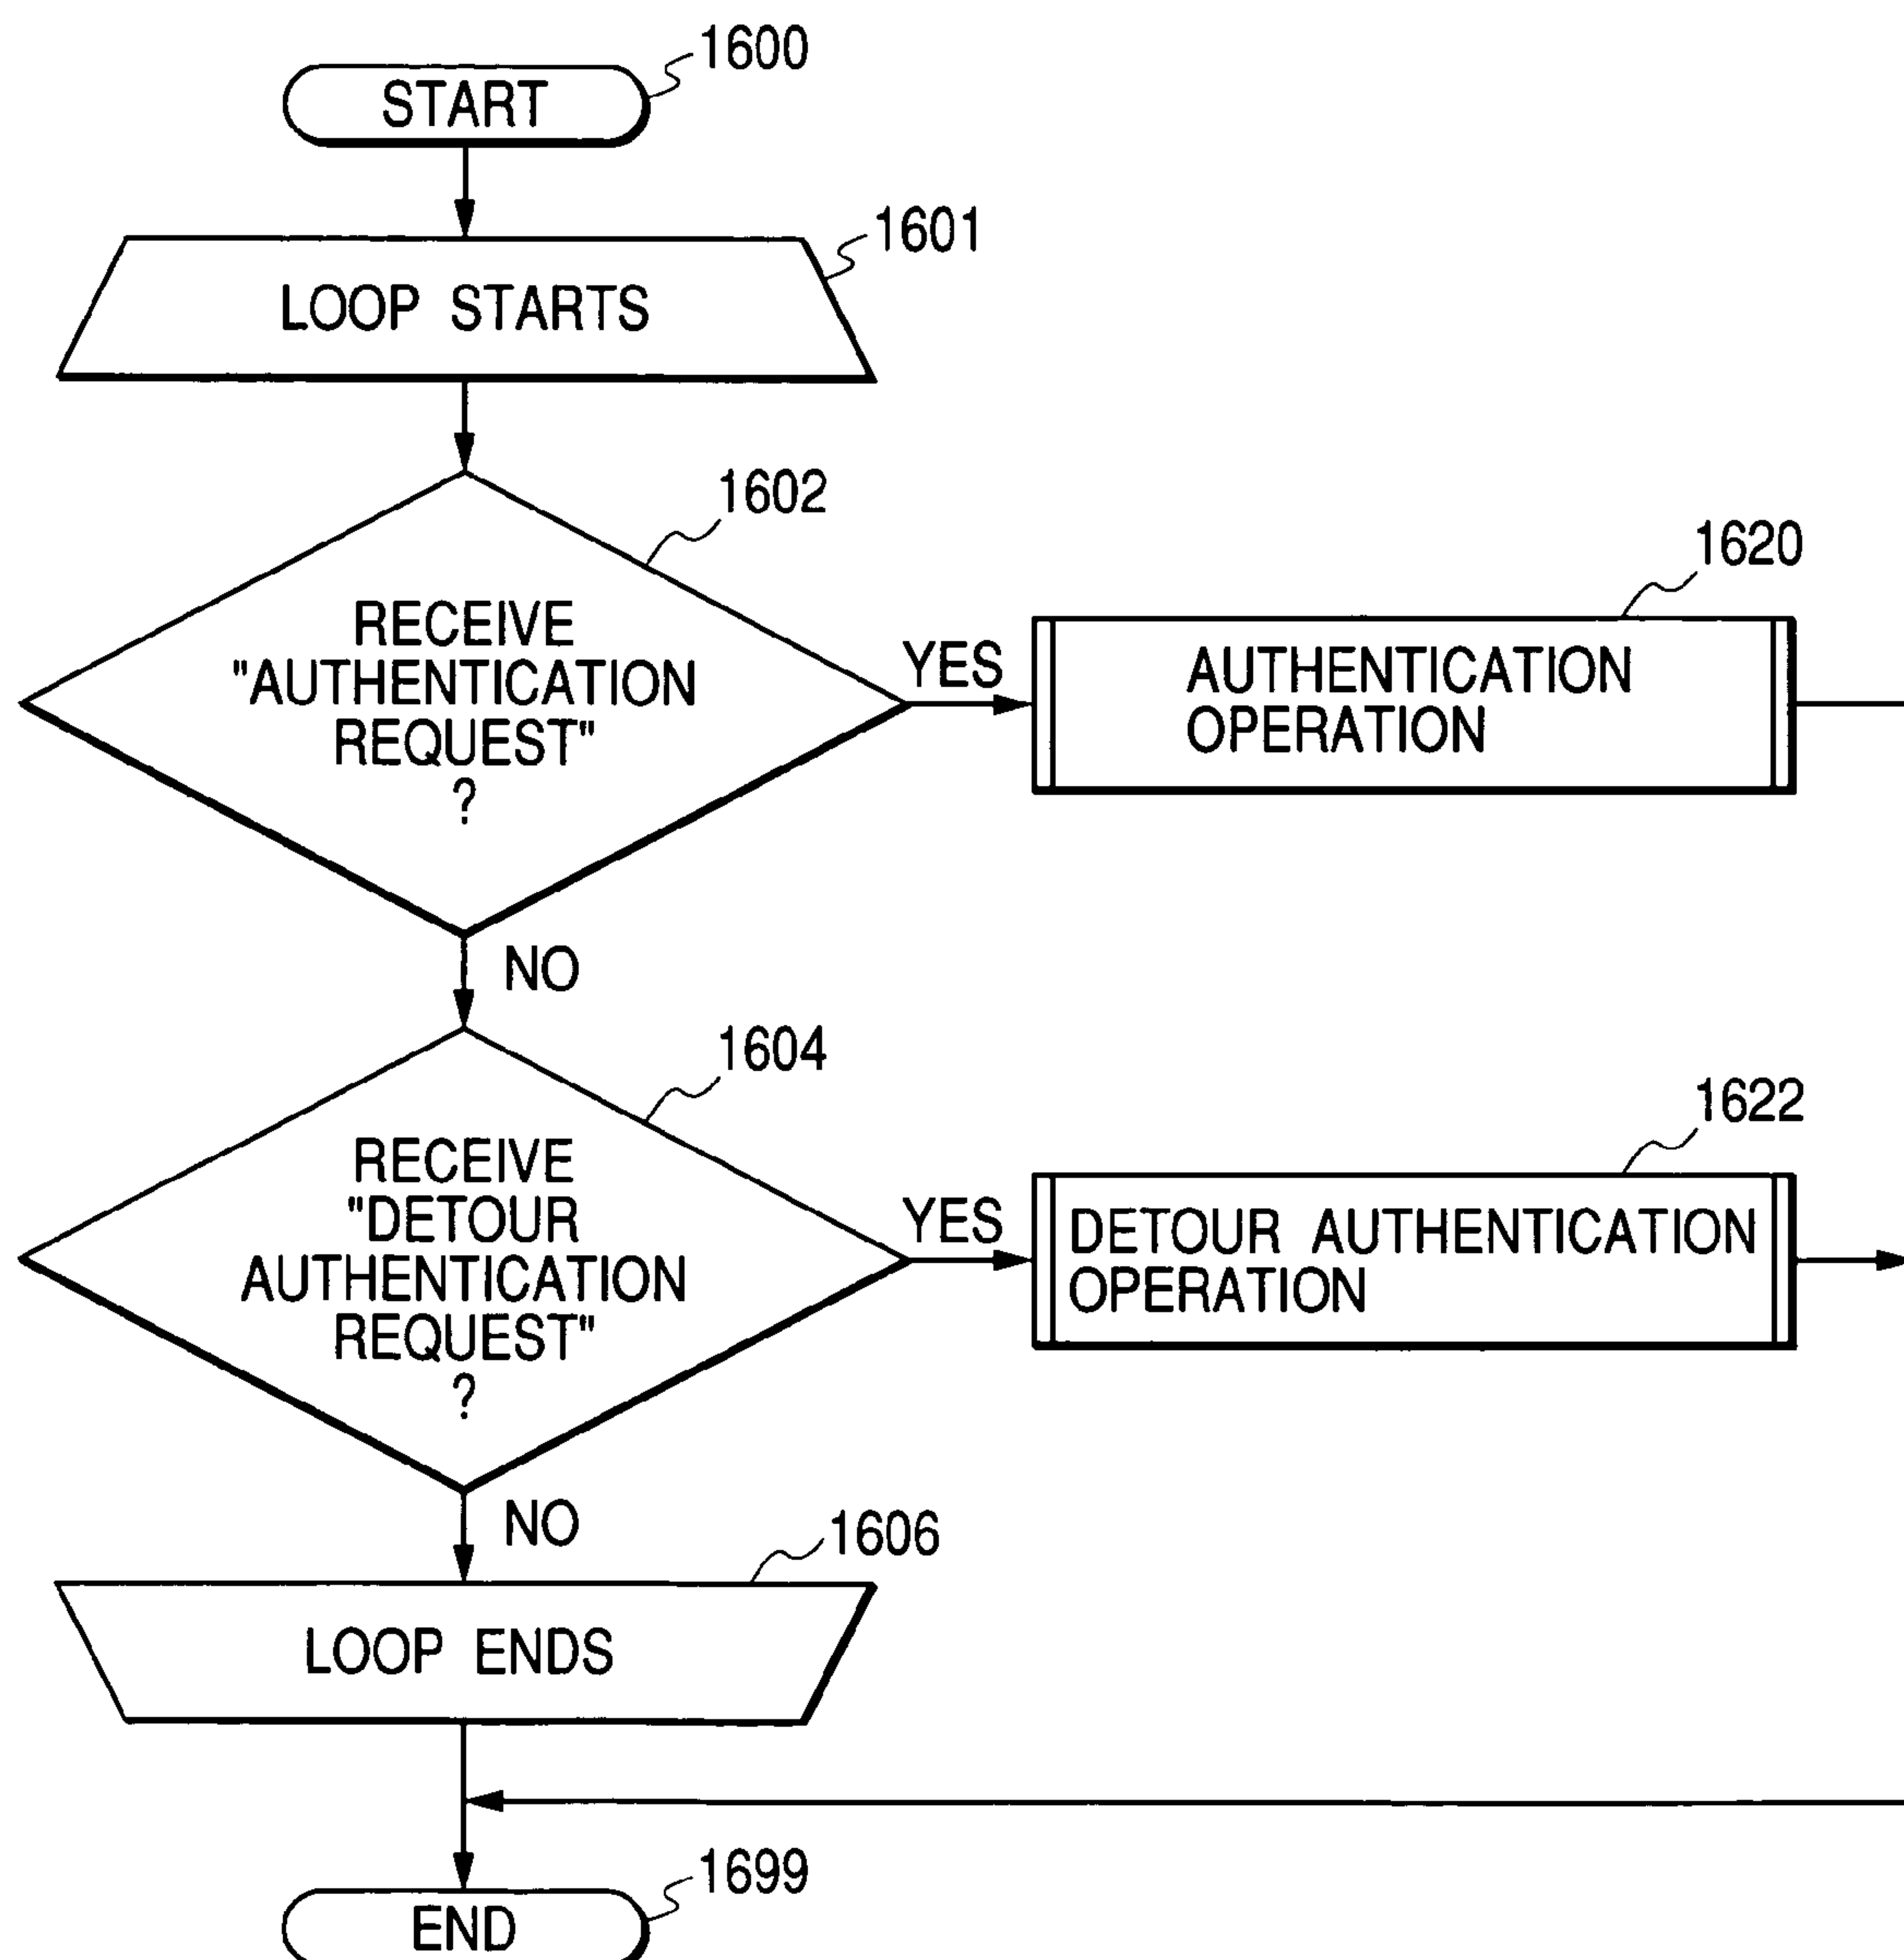 1600
START
1601
LOOP STARTS
1602
RECEIVE
"AUTHENTICATION
REQUEST"
?
YES
1620
AUTHENTICATION
OPERATION
NO
1604
RECEIVE
"DETOUR
AUTHENTICATION
REQUEST"
?
YES
1622
DETOUR AUTHENTICATION
OPERATION
NO
1606
LOOP ENDS
1699
END